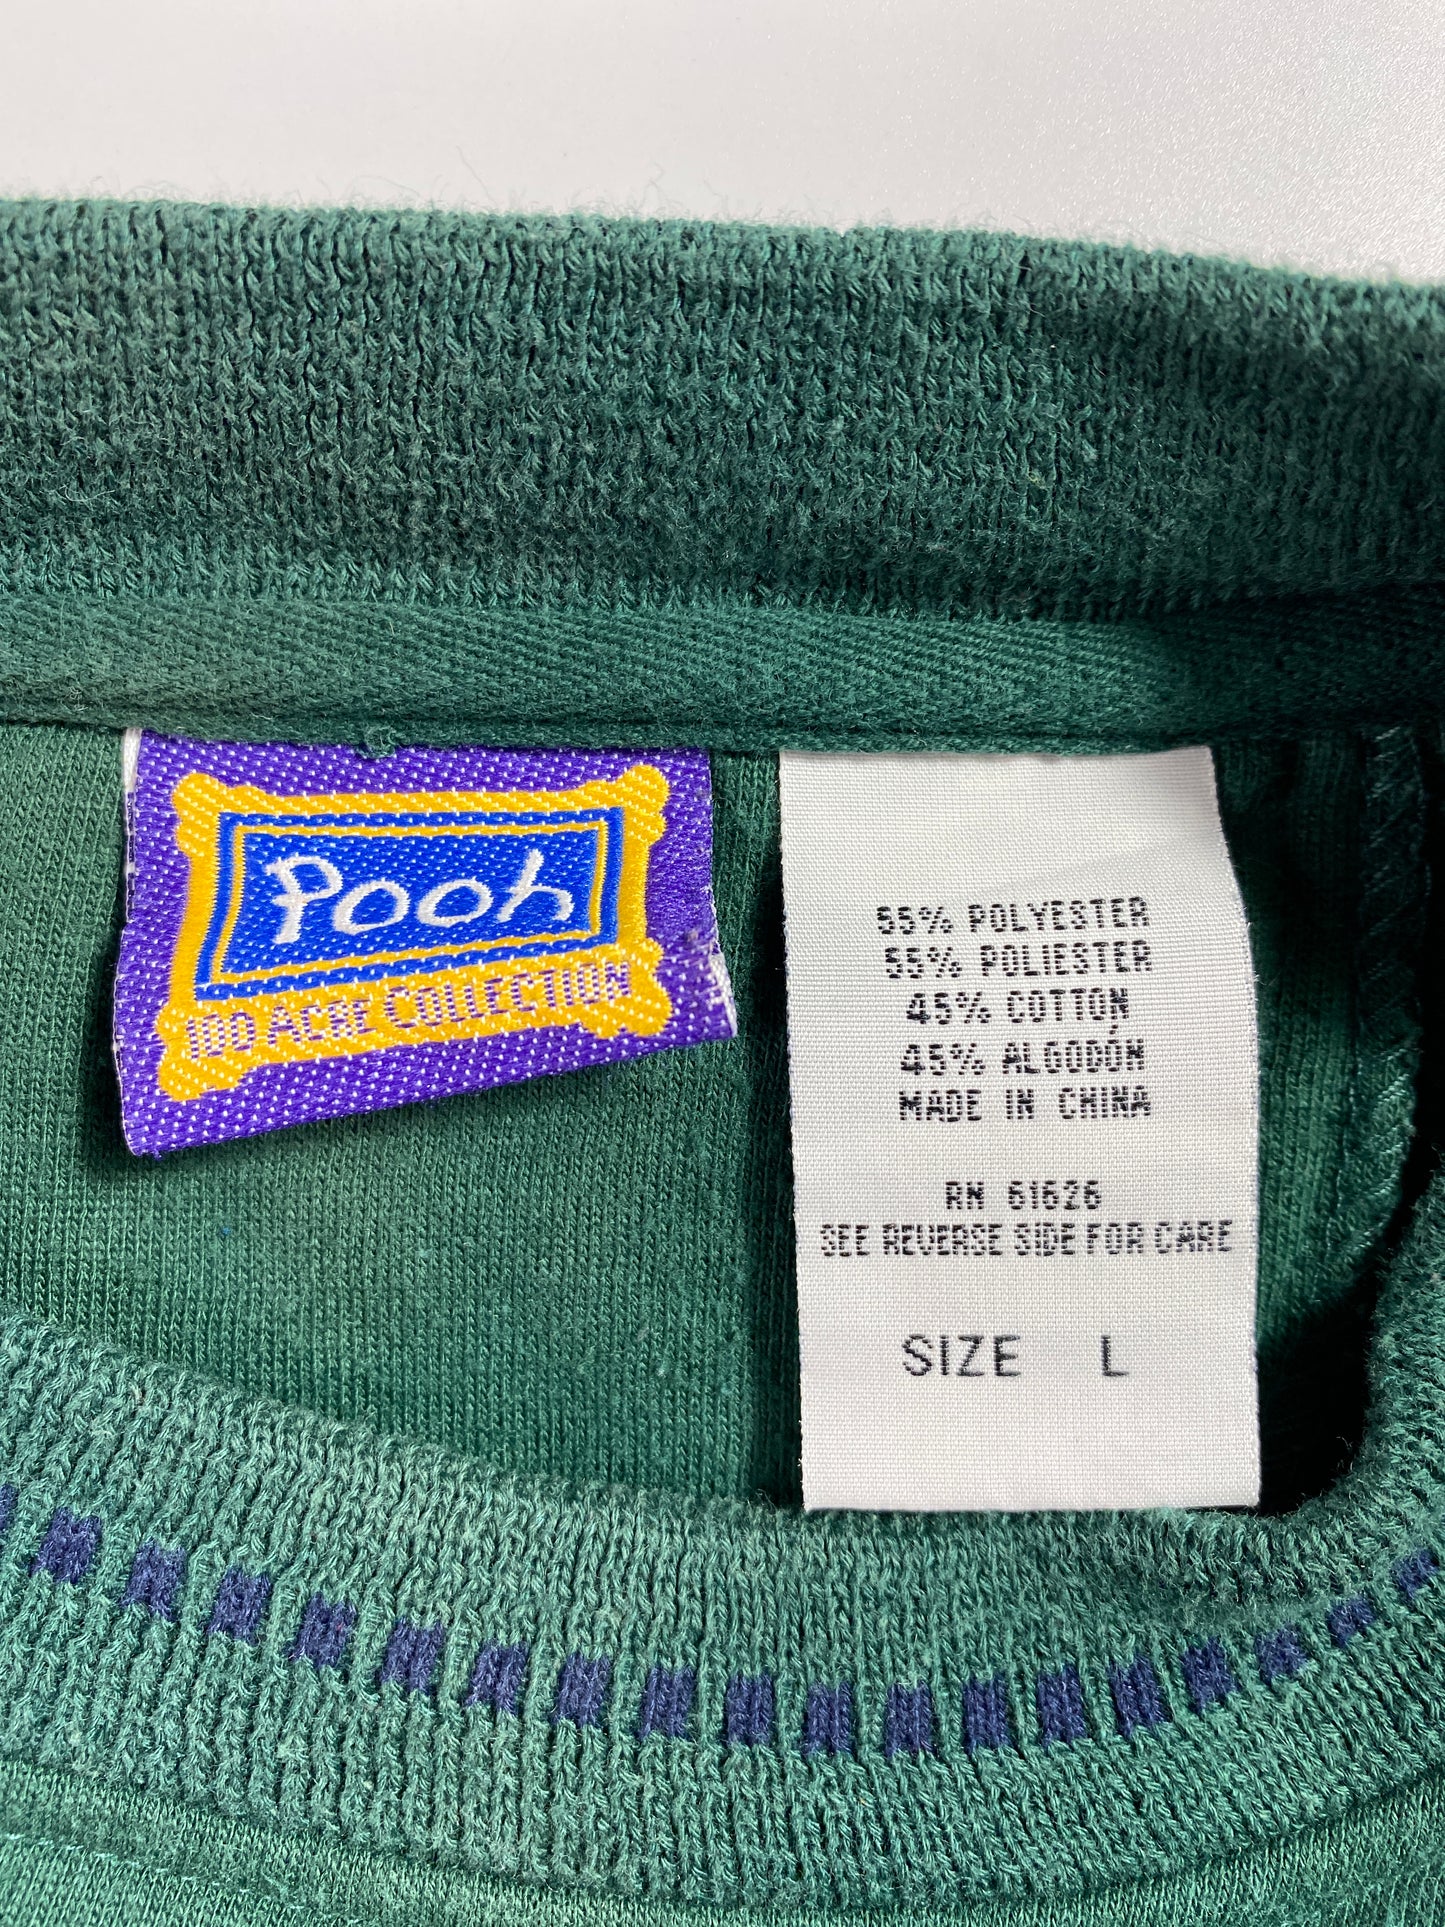 Pooh
100 ACRE COLLECTION
55% POLYESTER
55% POLIESTER
45% COTTON
45% ALGODÓN
MADE IN CHINA
RN 61626
SEE REVERSE SIDE FOR CARE
SIZE L